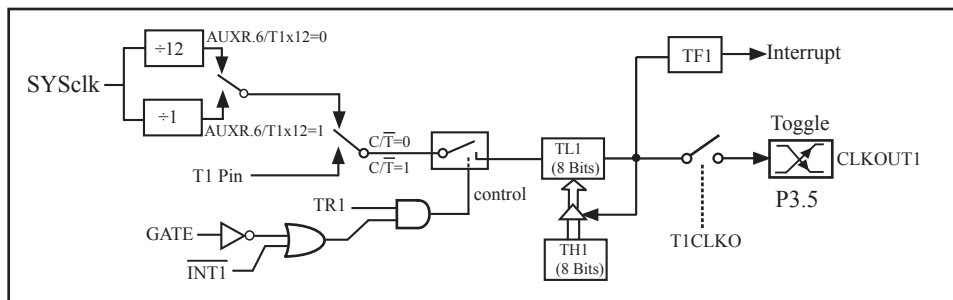 ÷12
AUXR.6/T1x12=0
SYSclk
÷1
AUXR.6/T1x12=1
T1 Pin
C/T̅=0
C/T̅=1
TR1
GATE
I̅N̅T̅1̅
control
TL1
(8 Bits)
TH1
(8 Bits)
TF1
Interrupt
Toggle
CLKOUT1
P3.5
T1CLKO